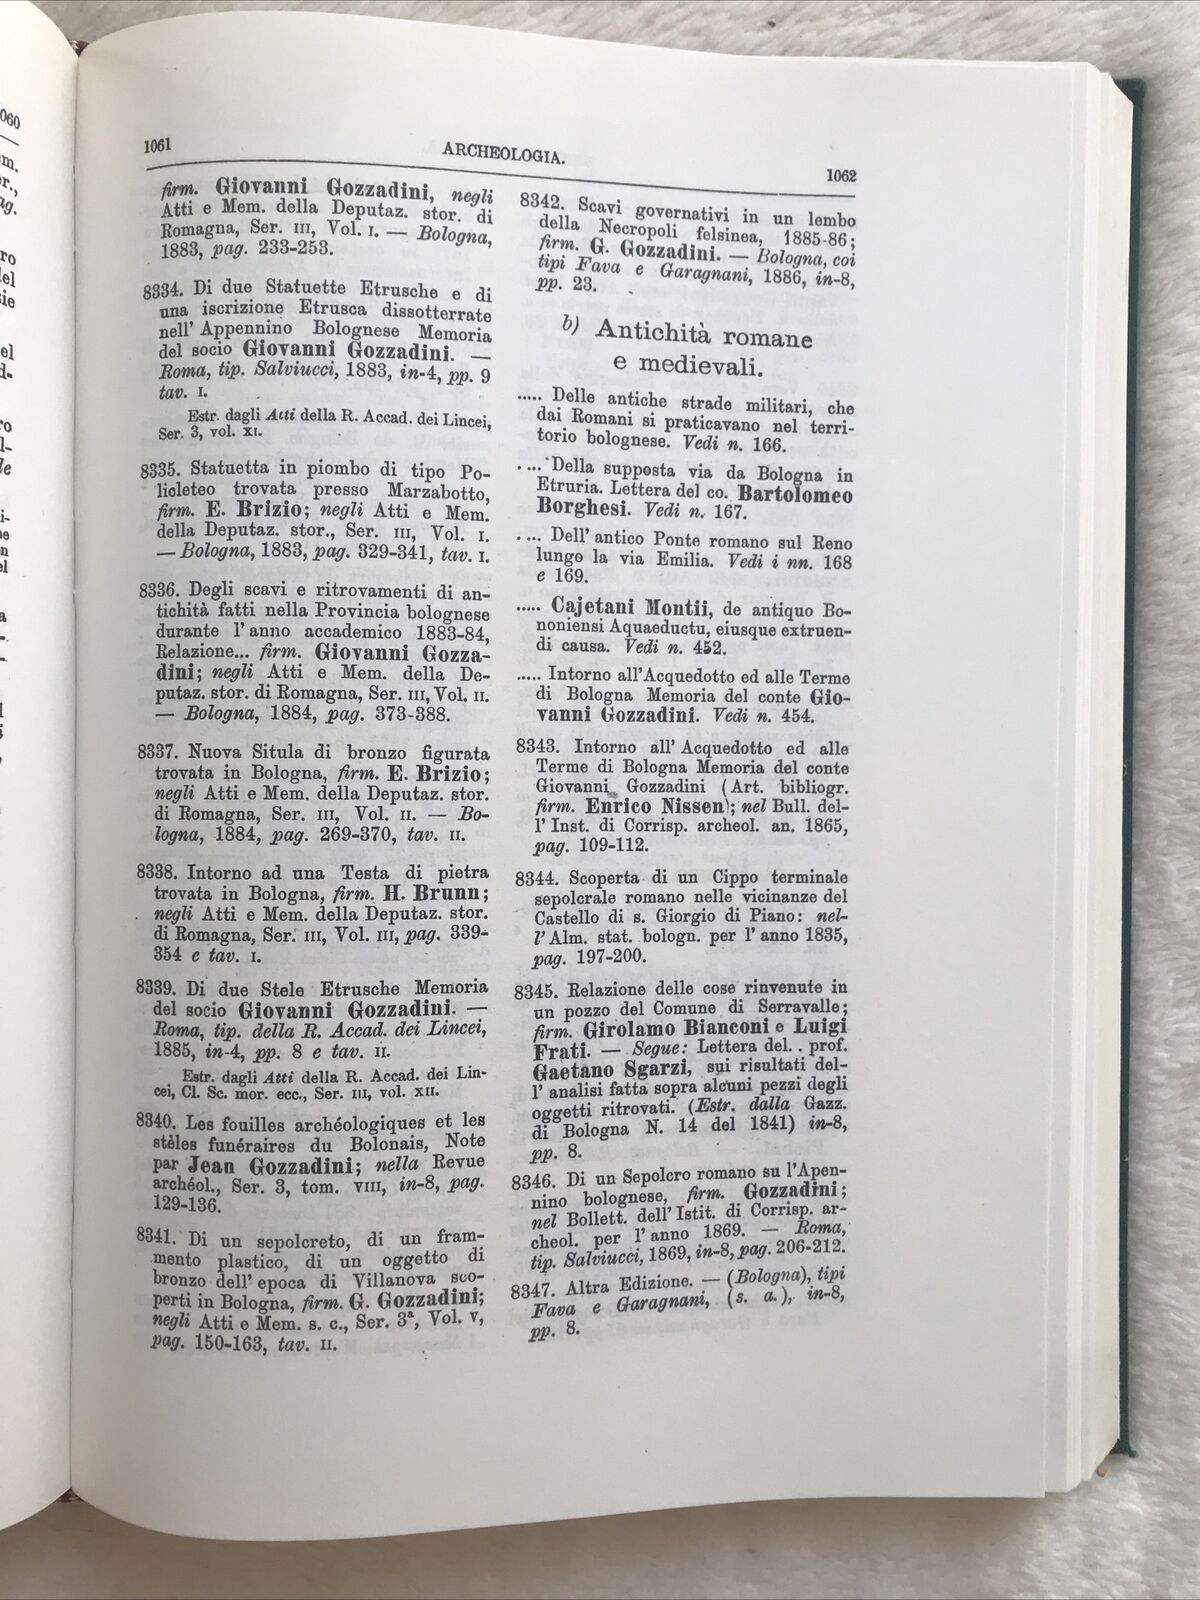 060
1061
ARCHEOLOGIA.
1062
firm. Giovanni Gozzadini, negli
Atti e Mem. della Deputaz. stor. di
Romagna, Ser. III, Vol. I. — Bologna,
1883, pag. 233-253.
8334. Di due Statuette Etrusche e di
una iscrizione Etrusca dissotterrate
nell' Appennino Bolognese Memoria
del socio Giovanni Gozzadini. —
Roma, tip. Salviucci, 1883, in-4, pp. 9
tav. I.
Estr. dagli Atti della R. Accad. dei Lincei,
Ser. 3, vol. XI.
8335. Statuetta in piombo di tipo Po-
lioleteo trovata presso Marzabotto,
firm. E. Brizio; negli Atti e Mem.
della Deputaz. stor., Ser. III, Vol. I.
— Bologna, 1883, pag. 329-341, tav. I.
8336. Degli scavi e ritrovamenti di an-
tichità fatti nella Provincia bolognese
durante l'anno accademico 1883-84,
Relazione... firm. Giovanni Gozza-
dini; negli Atti e Mem. della De-
putaz. stor. di Romagna, Ser. III, Vol. II.
— Bologna, 1884, pag. 373-388.
8337. Nuova Situla di bronzo figurata
trovata in Bologna, firm. E. Brizio;
negli Atti e Mem. della Deputaz. stor.
di Romagna, Ser. III, Vol. II. — Bo-
logna, 1884, pag. 269-370, tav. II.
8338. Intorno ad una Testa di pietra
trovata in Bologna, firm. H. Brunn;
negli Atti e Mem. della Deputaz. stor.
di Romagna, Ser. III, Vol. III, pag. 339-
354 e tav. I.
8339. Di due Stele Etrusche Memoria
del socio Giovanni Gozzadini. —
Roma, tip. della R. Accad. dei Lincei,
1885, in-4, pp. 8 e tav. II.
Estr. dagli Atti della R. Accad. dei Lin-
cei, Cl. Sc. mor. ecc., Ser. III, vol. XII.
8340. Les fouilles archéologiques et les
stèles funéraires du Bolonais, Note
par Jean Gozzadini; nella Revue
archéol., Ser. 3, tom. VIII, in-8, pag.
129-136.
8341. Di un sepolcreto, di un fram-
mento plastico, di un oggetto di
bronzo dell' epoca di Villanova sco-
perti in Bologna, firm. G. Gozzadini;
negli Atti e Mem. s. c., Ser. 3ª, Vol. V,
pag. 150-163, tav. II.
8342. Scavi governativi in un lembo
della Necropoli felsinea, 1885-86;
firm. G. Gozzadini. — Bologna, coi
tipi Fava e Garagnani, 1886, in-8,
pp. 23.
b) Antichità romane
e medievali.
..... Delle antiche strade militari, che
dai Romani si praticavano nel terri-
torio bolognese. Vedi n. 166.
.... Della supposta via da Bologna in
Etruria. Lettera del co. Bartolomeo
Borghesi. Vedi n. 167.
.... Dell' antico Ponte romano sul Reno
lungo la via Emilia. Vedi i nn. 168
e 169.
..... Cajetani Montii, de antiquo Bo-
noniensi Aquaeductu, eiusque extruen-
di causa. Vedi n. 452.
..... Intorno all'Acquedotto ed alle Terme
di Bologna Memoria del conte Gio-
vanni Gozzadini. Vedi n. 454.
8343. Intorno all' Acquedotto ed alle
Terme di Bologna Memoria del conte
Giovanni Gozzadini (Art. bibliogr.
firm. Enrico Nissen); nel Bull. del-
l' Inst. di Corrisp. archeol. an. 1865,
pag. 109-112.
8344. Scoperta di un Cippo terminale
sepolcrale romano nelle vicinanze del
Castello di s. Giorgio di Piano: nel-
l' Alm. stat. bologn. per l' anno 1835,
pag. 197-200.
8345. Relazione delle cose rinvenute in
un pozzo del Comune di Serravalle;
firm. Girolamo Bianconi e Luigi
Frati. — Segue: Lettera del.. prof.
Gaetano Sgarzi, sui risultati del-
l' analisi fatta sopra alcuni pezzi degli
oggetti ritrovati. (Estr. dalla Gazz.
di Bologna N. 14 del 1841) in-8,
pp. 8.
8346. Di un Sepolcro romano su l'Apen-
nino bolognese, firm. Gozzadini;
nel Bollett. dell' Istit. di Corrisp. ar-
cheol. per l' anno 1869. — Roma,
tip. Salviucci, 1869, in-8, pag. 206-212.
8347. Altra Edizione. — (Bologna), tipi
Fava e Garagnani, (s. a.), in-8,
pp. 8.